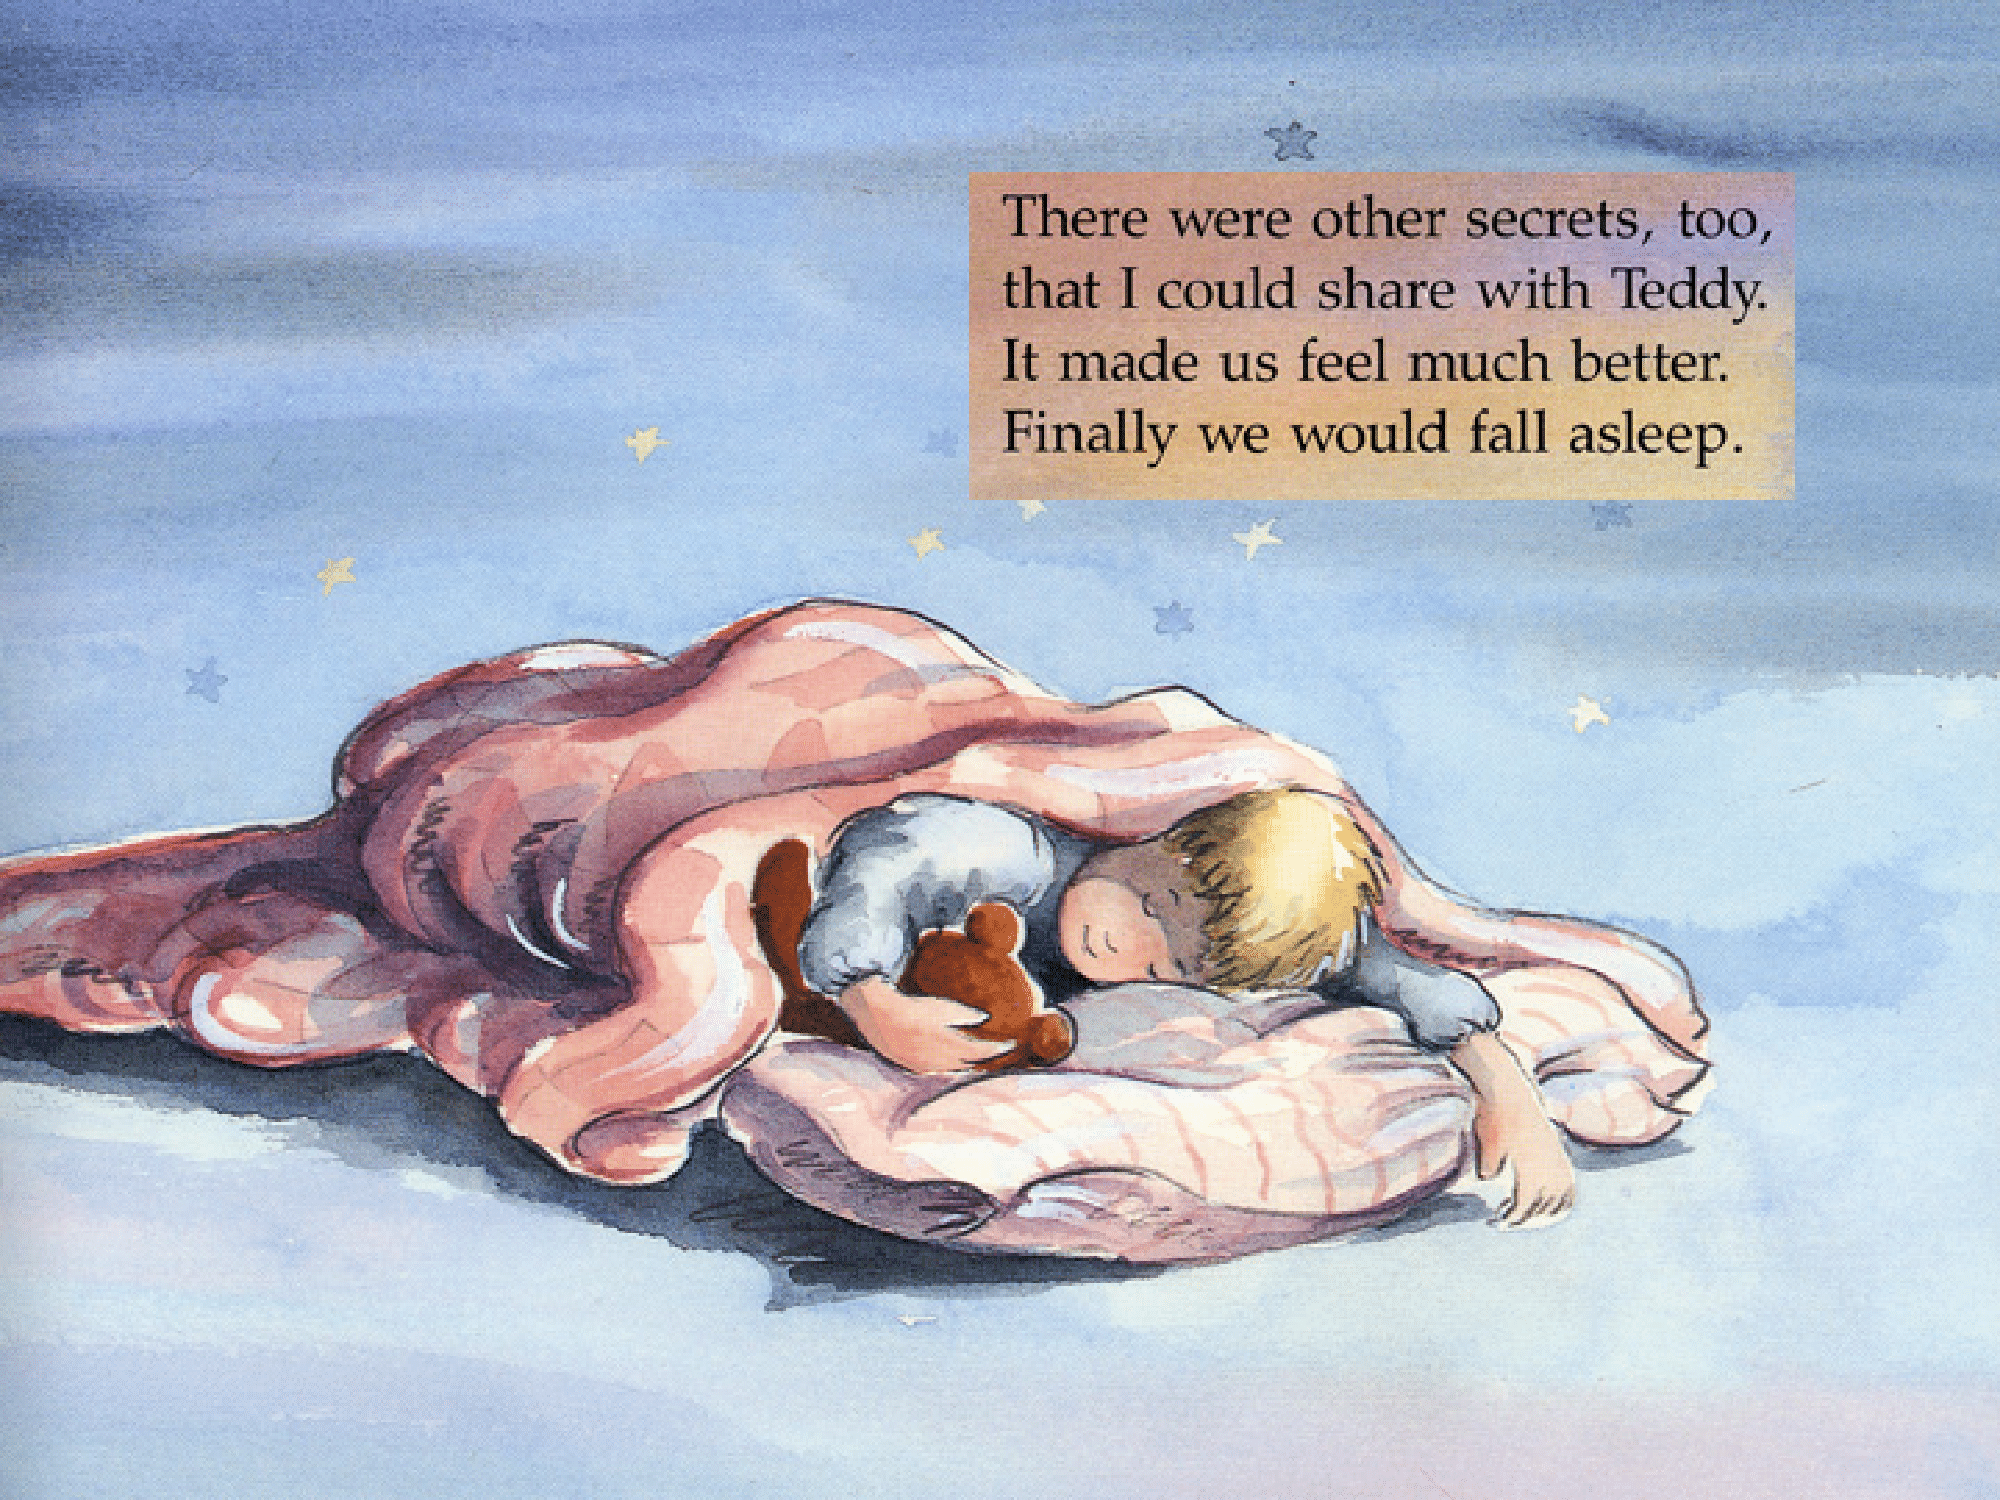 There were other secrets, too,
that I could share with Teddy.
It made us feel much better.
Finally we would fall asleep.